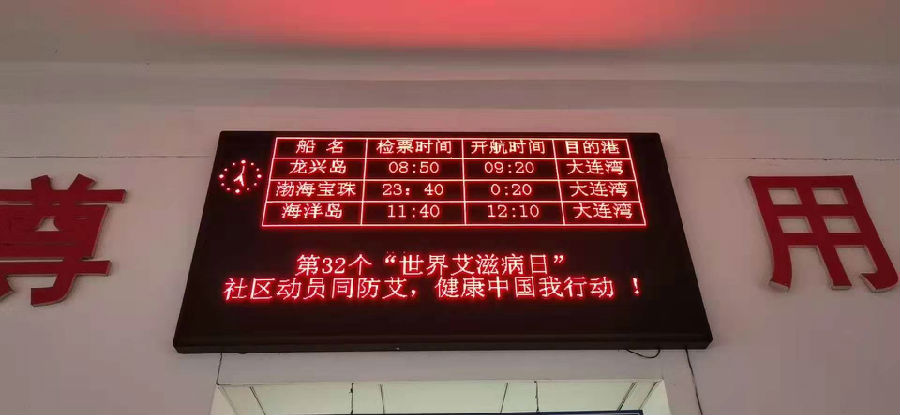 船名 检票时间 开航时间 目的港
龙兴岛 08:50 09:20 大连湾
渤海宝珠 23:40 0:20 大连湾
海洋岛 11:40 12:10 大连湾
尊 用
第32个“世界艾滋病日”
社区动员同防艾，健康中国我行动！